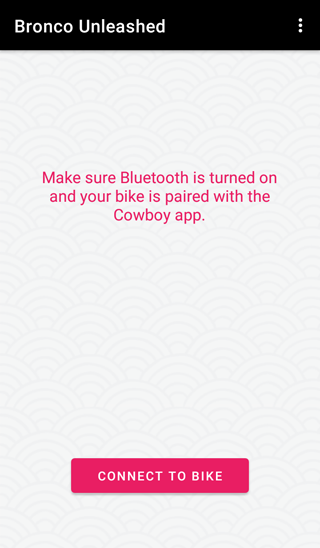 Bronco Unleashed
Make sure Bluetooth is turned on
and your bike is paired with the
Cowboy app.
CONNECT TO BIKE